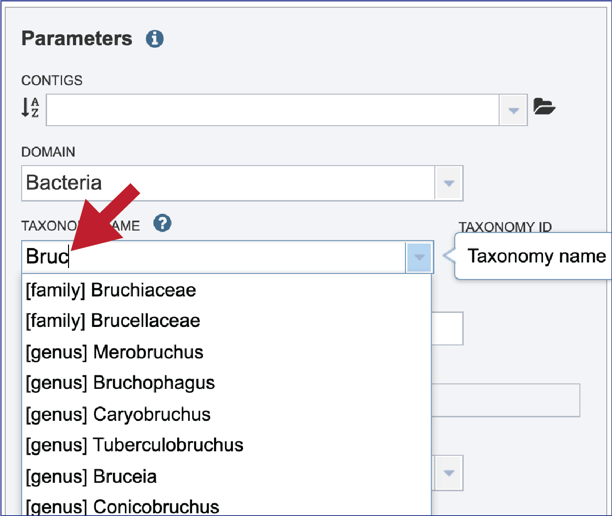 Parameters i
CONTIGS
A
Z
DOMAIN
Bacteria
TAXONOMY NAME ? TAXONOMY ID
Bruc Taxonomy name
[family] Bruchiaceae
[family] Brucellaceae
[genus] Merobruchus
[genus] Bruchophagus
[genus] Caryobruchus
[genus] Tuberculobruchus
[genus] Bruceia
[genus] Conicobruchus